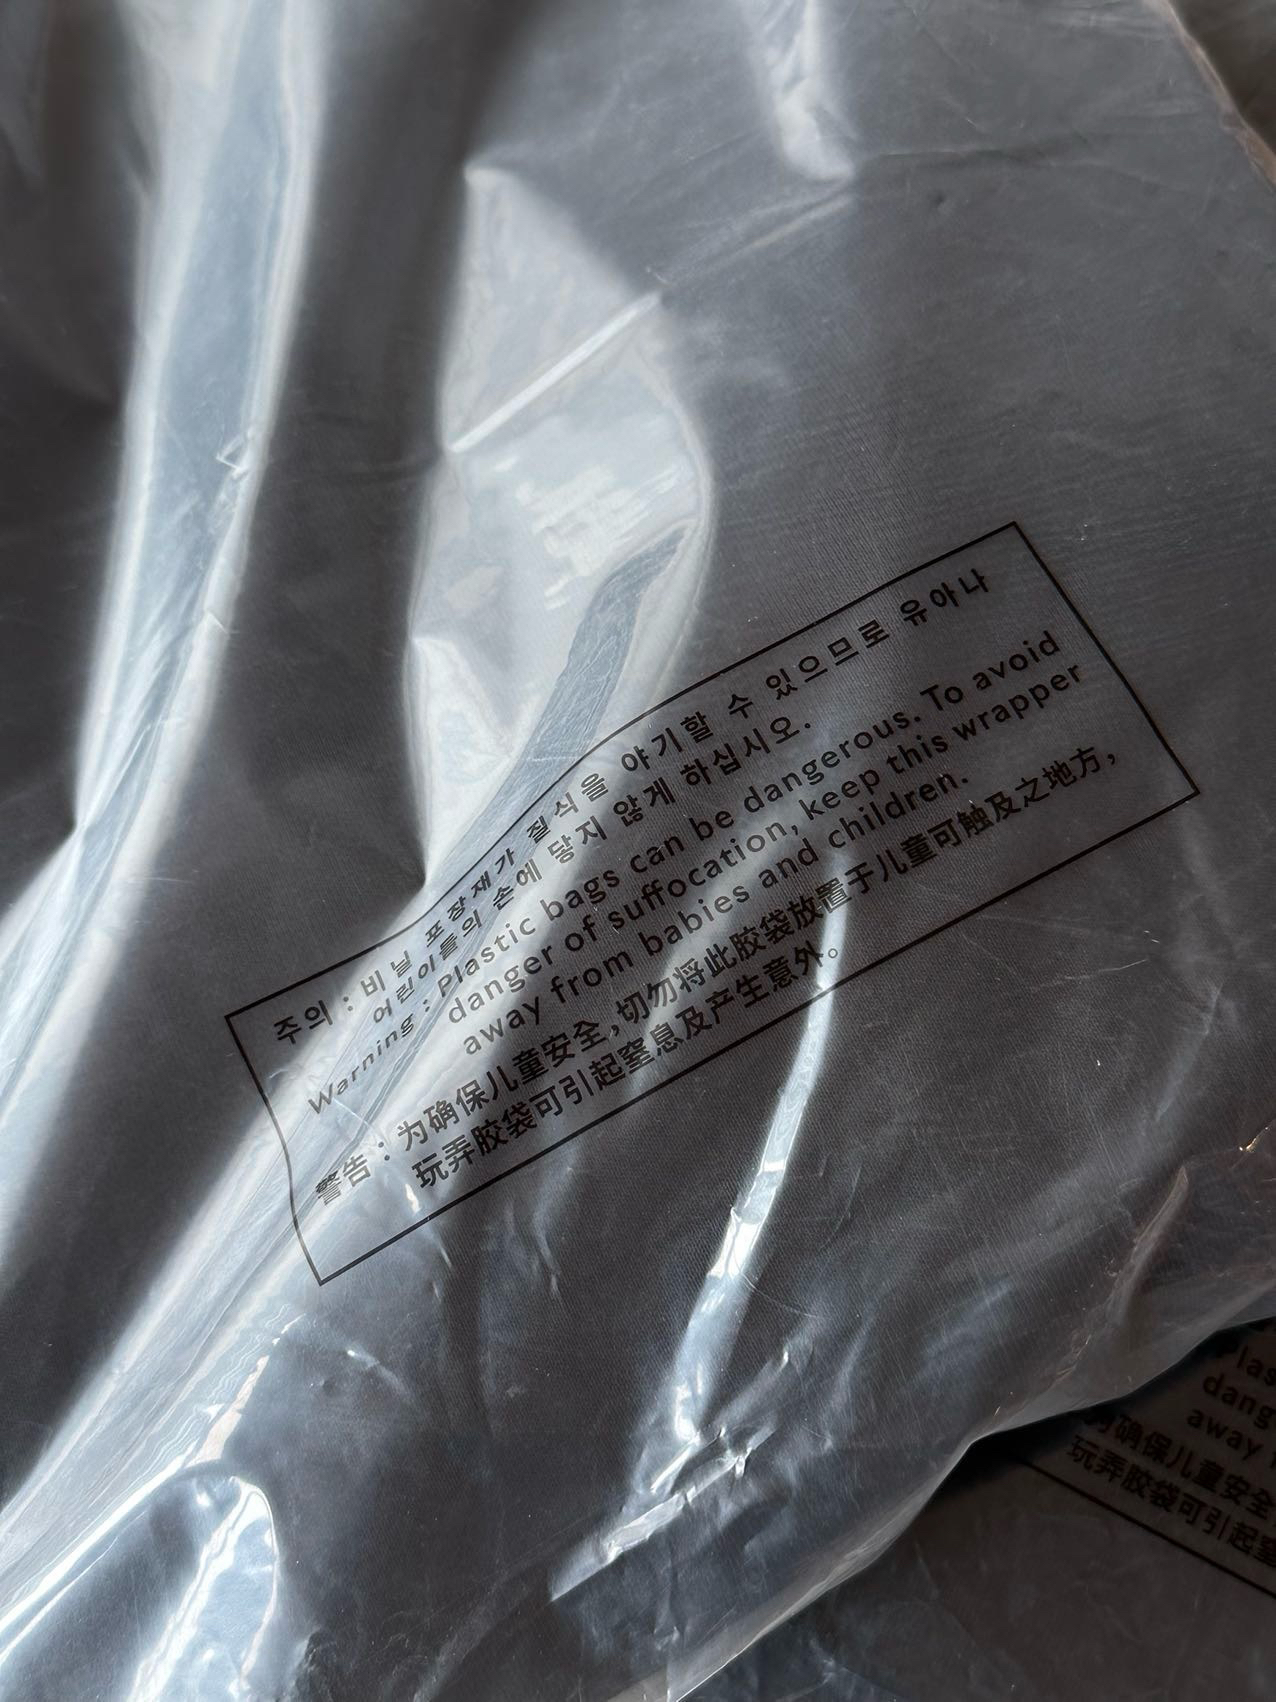 주의 : 비닐 포장재가 질식을 야기할 수 있으므로 유아나
어린이들의 손에 닿지 않게 하십시오.
Warning : Plastic bags can be dangerous. To avoid
danger of suffocation, keep this wrapper
away from babies and children.
警告：为确保儿童安全,切勿将此胶袋放置于儿童可触及之地方，
玩弄胶袋可引起窒息及产生意外。
Plas
dang
away
为确保儿童安全
玩弄胶袋可引起窒